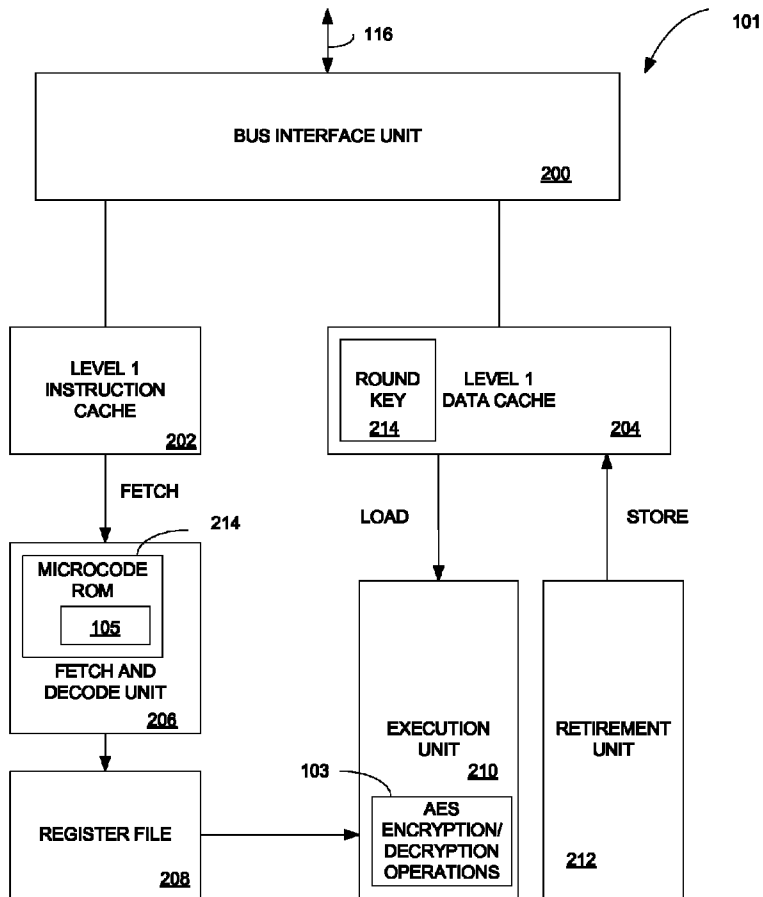 116
101
BUS INTERFACE UNIT
200
LEVEL 1
INSTRUCTION
CACHE
202
ROUND
KEY
214
LEVEL 1
DATA CACHE
204
FETCH
214
LOAD
STORE
MICROCODE
ROM
105
FETCH AND
DECODE UNIT
206
EXECUTION
UNIT
210
RETIREMENT
UNIT
103
AES
ENCRYPTION/
DECRYPTION
OPERATIONS
REGISTER FILE
208
212